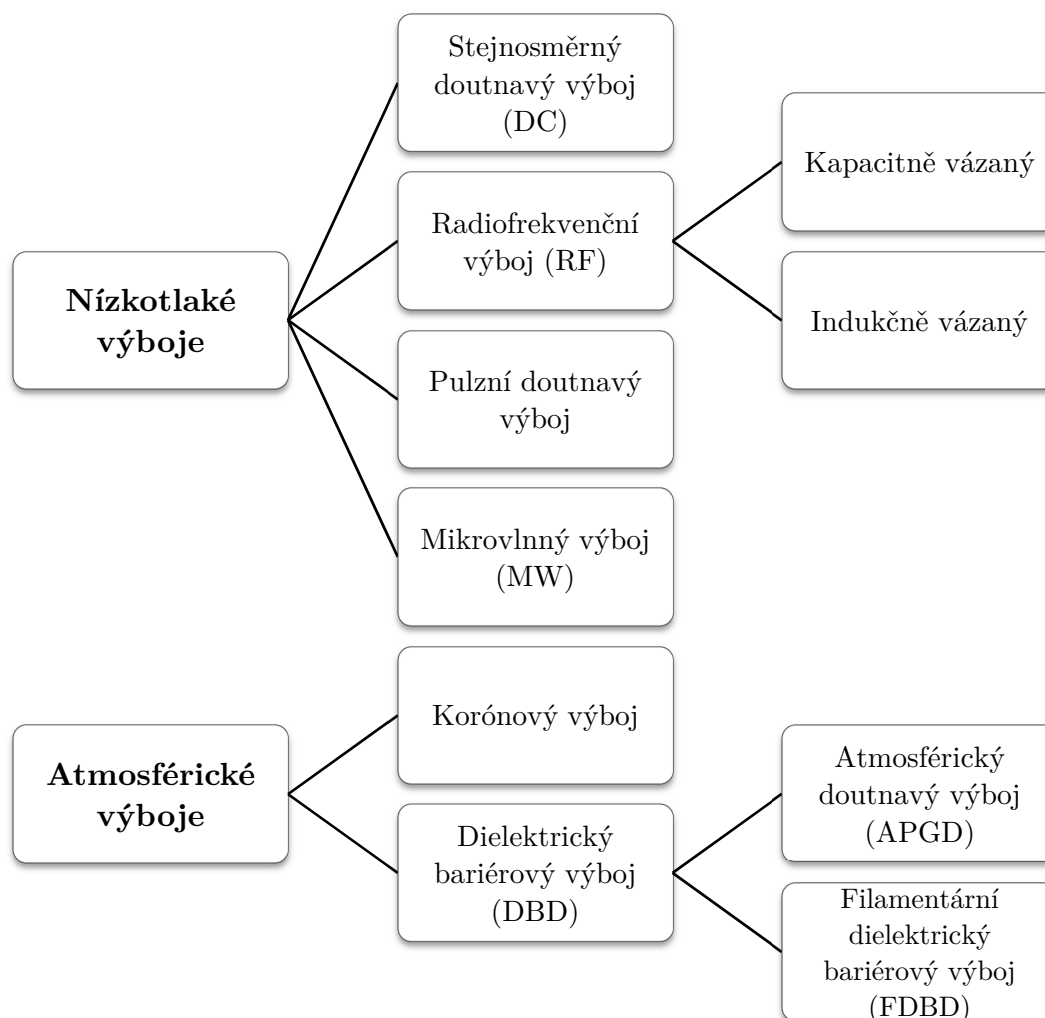 Nízkotlaké
výboje
Stejnosměrný
doutnavý výboj
(DC)
Radiofrekvenční
výboj (RF)
Kapacitně vázaný
Indukčně vázaný
Pulzní doutnavý
výboj
Mikrovlnný výboj
(MW)
Atmosférické
výboje
Korónový výboj
Dielektrický
bariérový výboj
(DBD)
Atmosférický
doutnavý výboj
(APGD)
Filamentární
dielektrický
bariérový výboj
(FDBD)